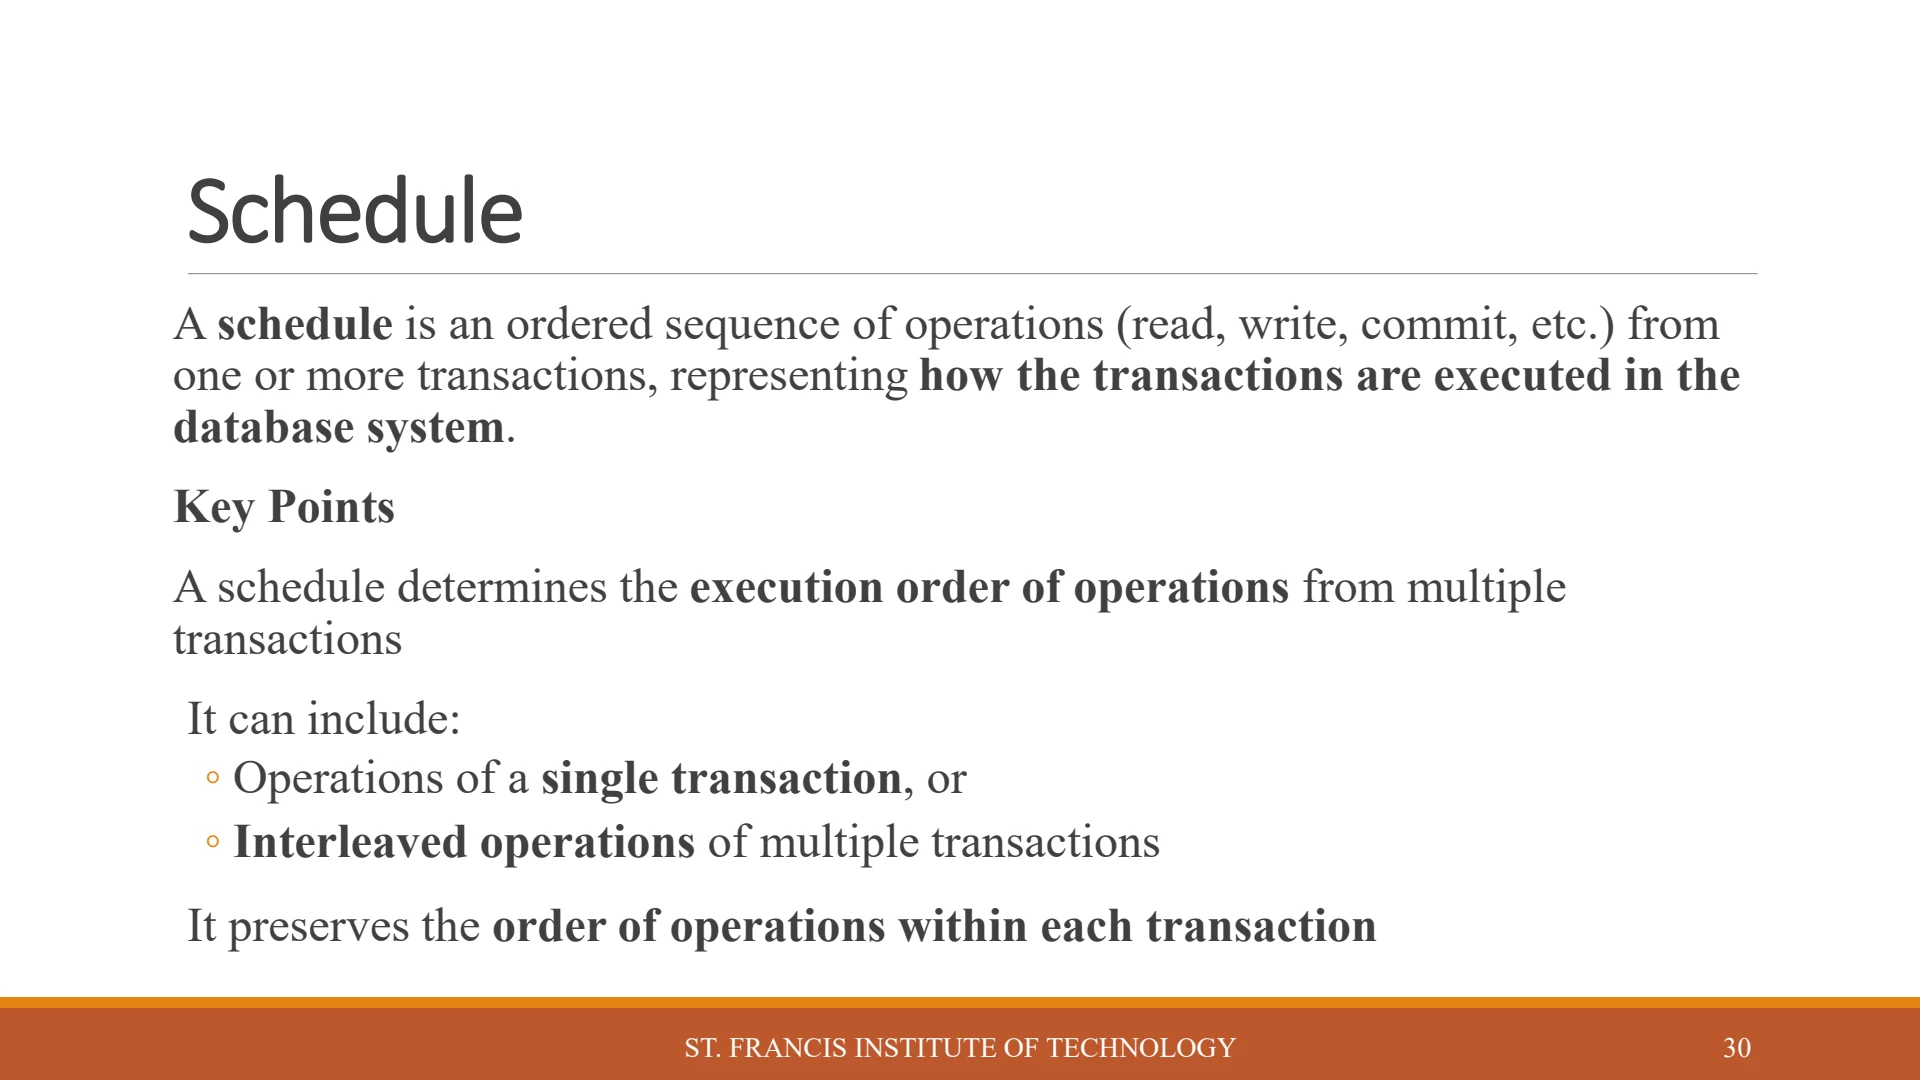 Schedule
A schedule is an ordered sequence of operations (read, write, commit, etc.) from
one or more transactions, representing how the transactions are executed in the
database system.
Key Points
A schedule determines the execution order of operations from multiple
transactions
It can include:
◦ Operations of a single transaction, or
◦ Interleaved operations of multiple transactions
It preserves the order of operations within each transaction
ST. FRANCIS INSTITUTE OF TECHNOLOGY
30